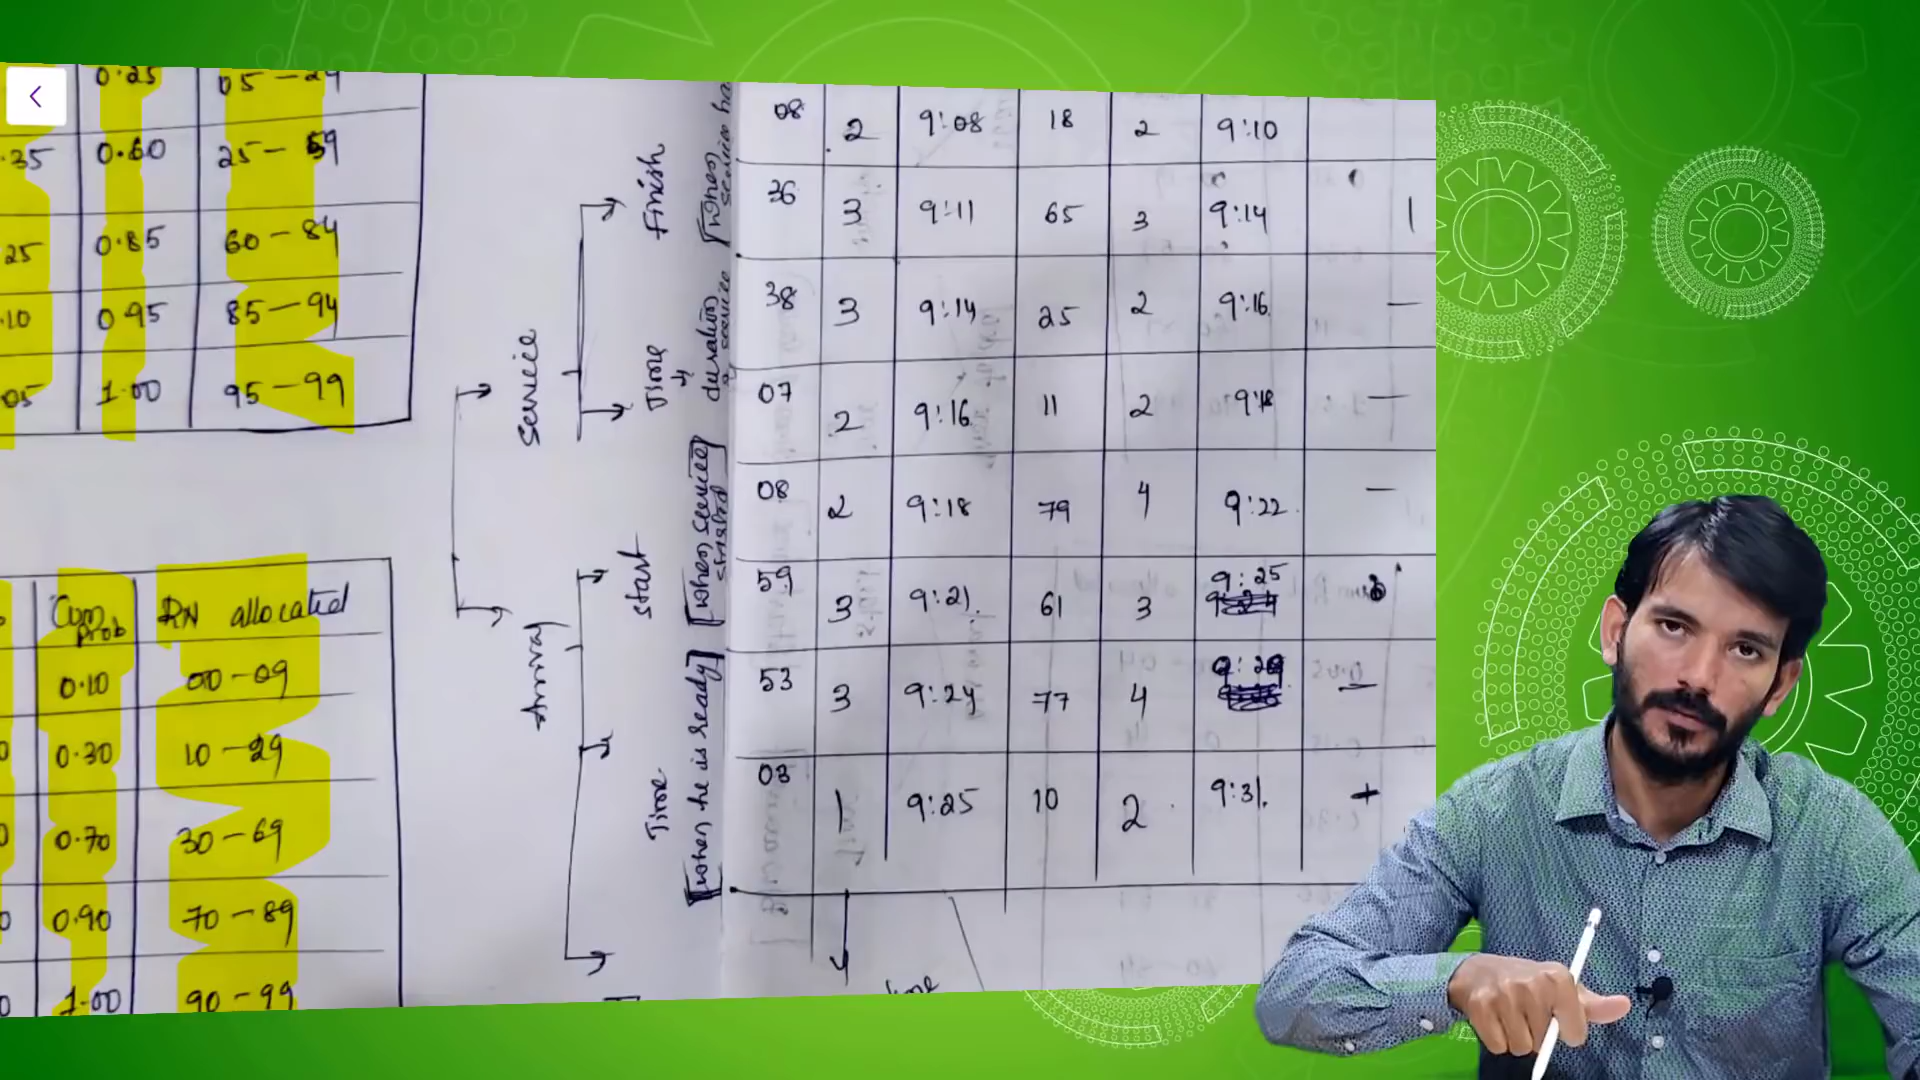 0.25 05-24
.35 0.60 25-59
25 0.85 60-84
.10 0.95 85-94
05 1.00 95-99
Cum prob RN allocated
0.10 00-09
0.30 10-29
0.70 30-69
0.90 70-89
1.00 90-99
Service
Arrival
Finish
Time
start
Time
duration
service
[when service started]
[when he is ready]
08 2 9:08 18 2 9:10
36 3 9:11 65 3 9:14 1
38 3 9:14 25 2 9:16 —
07 2 9:16 11 2 9:18 —
08 2 9:18 79 4 9:22 —
59 3 9:21 61 3 9:25
53 3 9:24 77 4 9:29 —
03 1 9:25 10 2 9:31